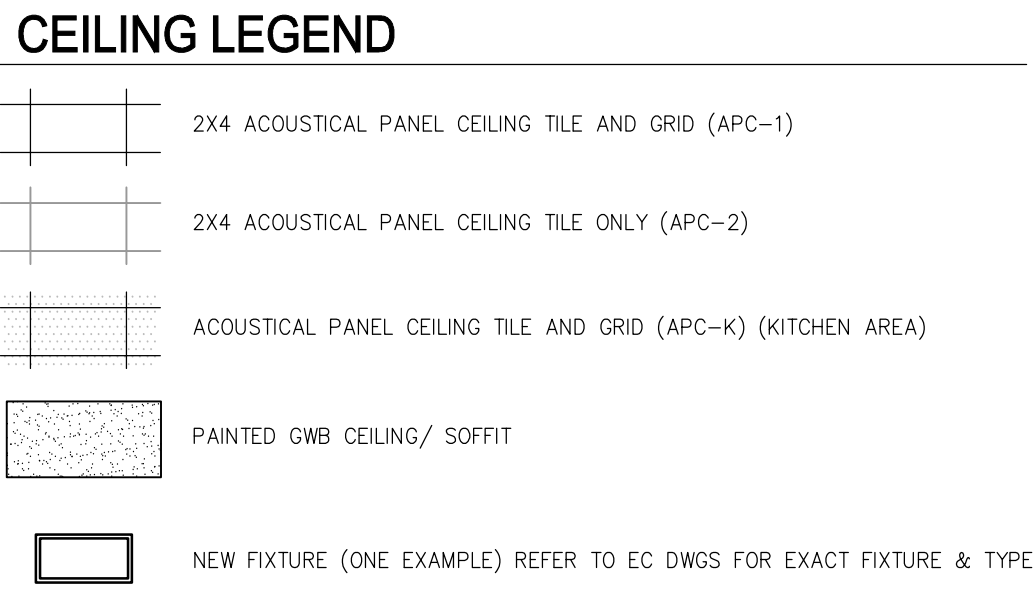 CEILING LEGEND
2X4 ACOUSTICAL PANEL CEILING TILE AND GRID (APC-1)
2X4 ACOUSTICAL PANEL CEILING TILE ONLY (APC-2)
ACOUSTICAL PANEL CEILING TILE AND GRID (APC-K) (KITCHEN AREA)
PAINTED GWB CEILING/ SOFFIT
NEW FIXTURE (ONE EXAMPLE) REFER TO EC DWGS FOR EXACT FIXTURE & TYPE